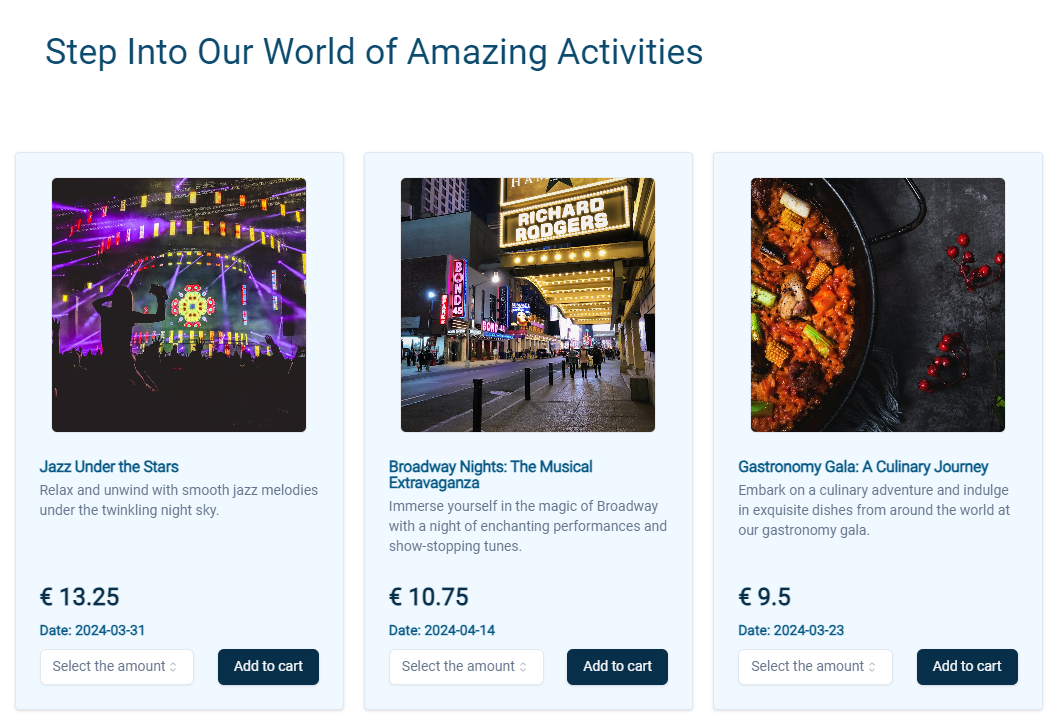 Step Into Our World of Amazing Activities
RICHARD
RODGERS
BOND
45
BOND 45
Jazz Under the Stars
Relax and unwind with smooth jazz melodies
under the twinkling night sky.
€ 13.25
Date: 2024-03-31
Select the amount
Add to cart
Broadway Nights: The Musical
Extravaganza
Immerse yourself in the magic of Broadway
with a night of enchanting performances and
show-stopping tunes.
€ 10.75
Date: 2024-04-14
Select the amount
Add to cart
Gastronomy Gala: A Culinary Journey
Embark on a culinary adventure and indulge
in exquisite dishes from around the world at
our gastronomy gala.
€ 9.5
Date: 2024-03-23
Select the amount
Add to cart